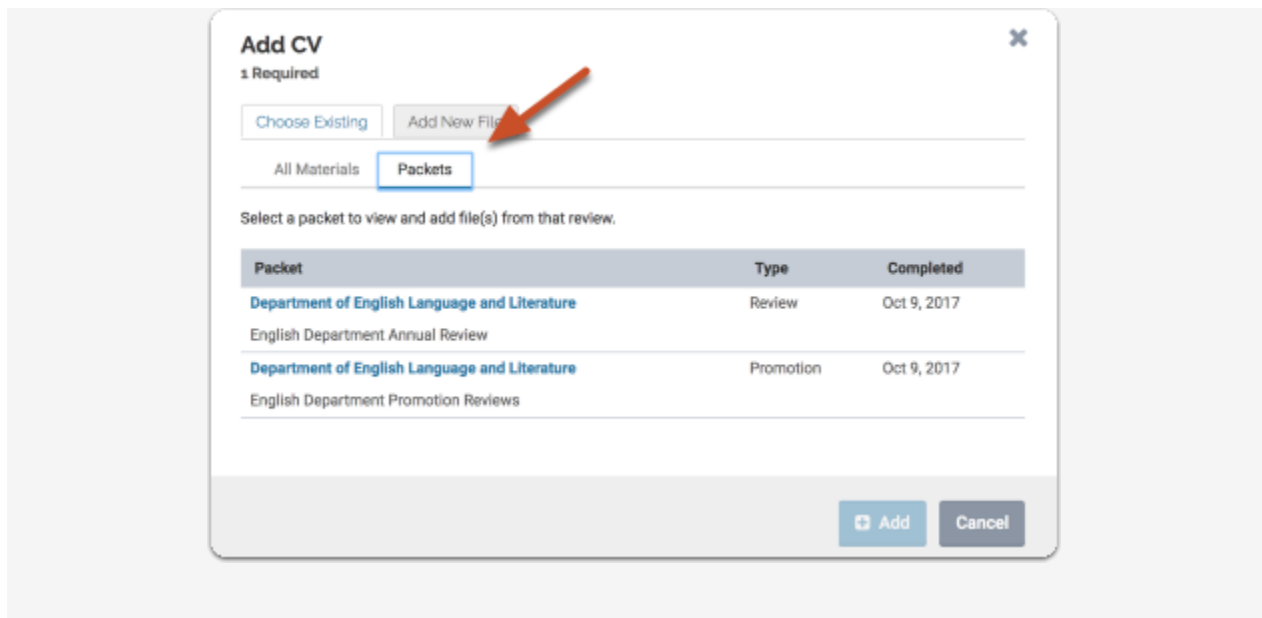 Add CV
1 Required
Choose Existing
Add New File
All Materials
Packets
Select a packet to view and add file(s) from that review.
Packet Type Completed
Department of English Language and Literature Review Oct 9, 2017
English Department Annual Review
Department of English Language and Literature Promotion Oct 9, 2017
English Department Promotion Reviews
Add
Cancel